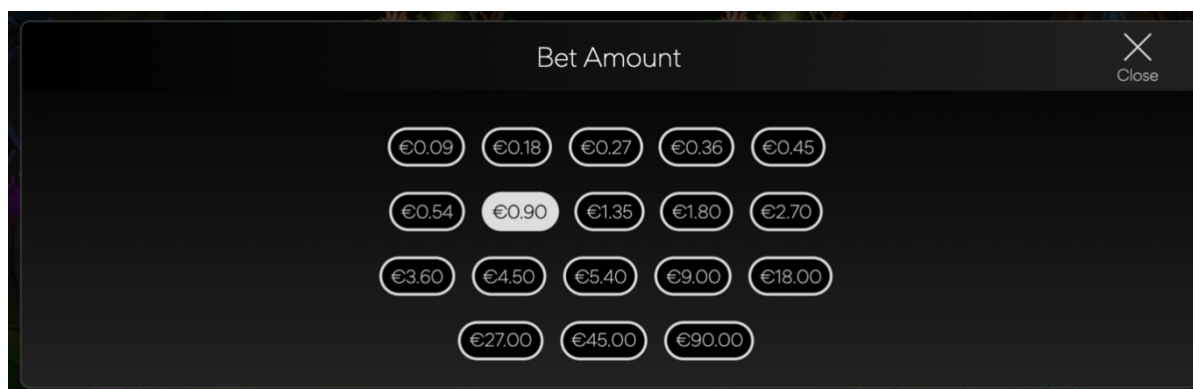 Bet Amount
Close
€0.09 €0.18 €0.27 €0.36 €0.45
€0.54 €0.90 €1.35 €1.80 €2.70
€3.60 €4.50 €5.40 €9.00 €18.00
€27.00 €45.00 €90.00